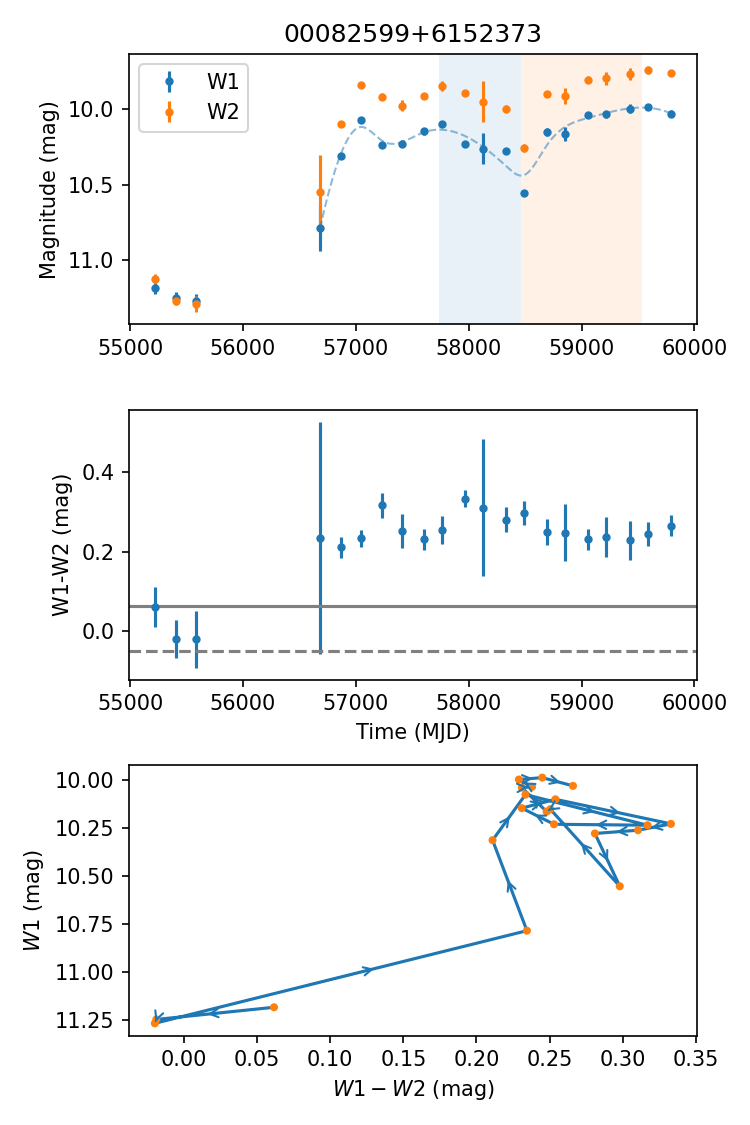 00082599+6152373
W1
W2
Magnitude (mag)
10.0
10.5
11.0
55000 56000 57000 58000 59000 60000
W1-W2 (mag)
0.4
0.2
0.0
55000 56000 57000 58000 59000 60000
Time (MJD)
W1 (mag)
10.00
10.25
10.50
10.75
11.00
11.25
0.00 0.05 0.10 0.15 0.20 0.25 0.30 0.35
W1 − W2 (mag)